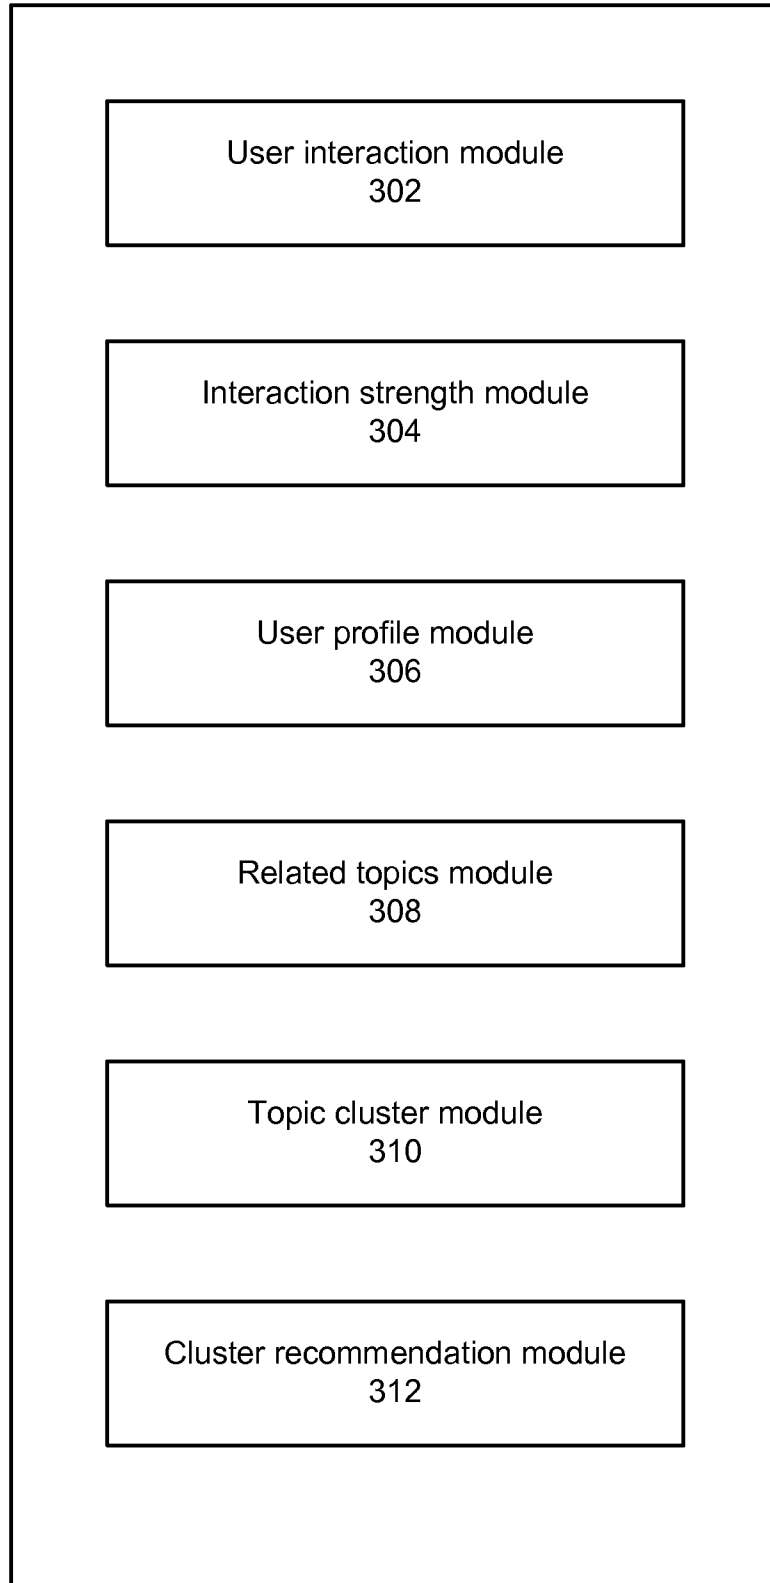 User interaction module
302
Interaction strength module
304
User profile module
306
Related topics module
308
Topic cluster module
310
Cluster recommendation module
312